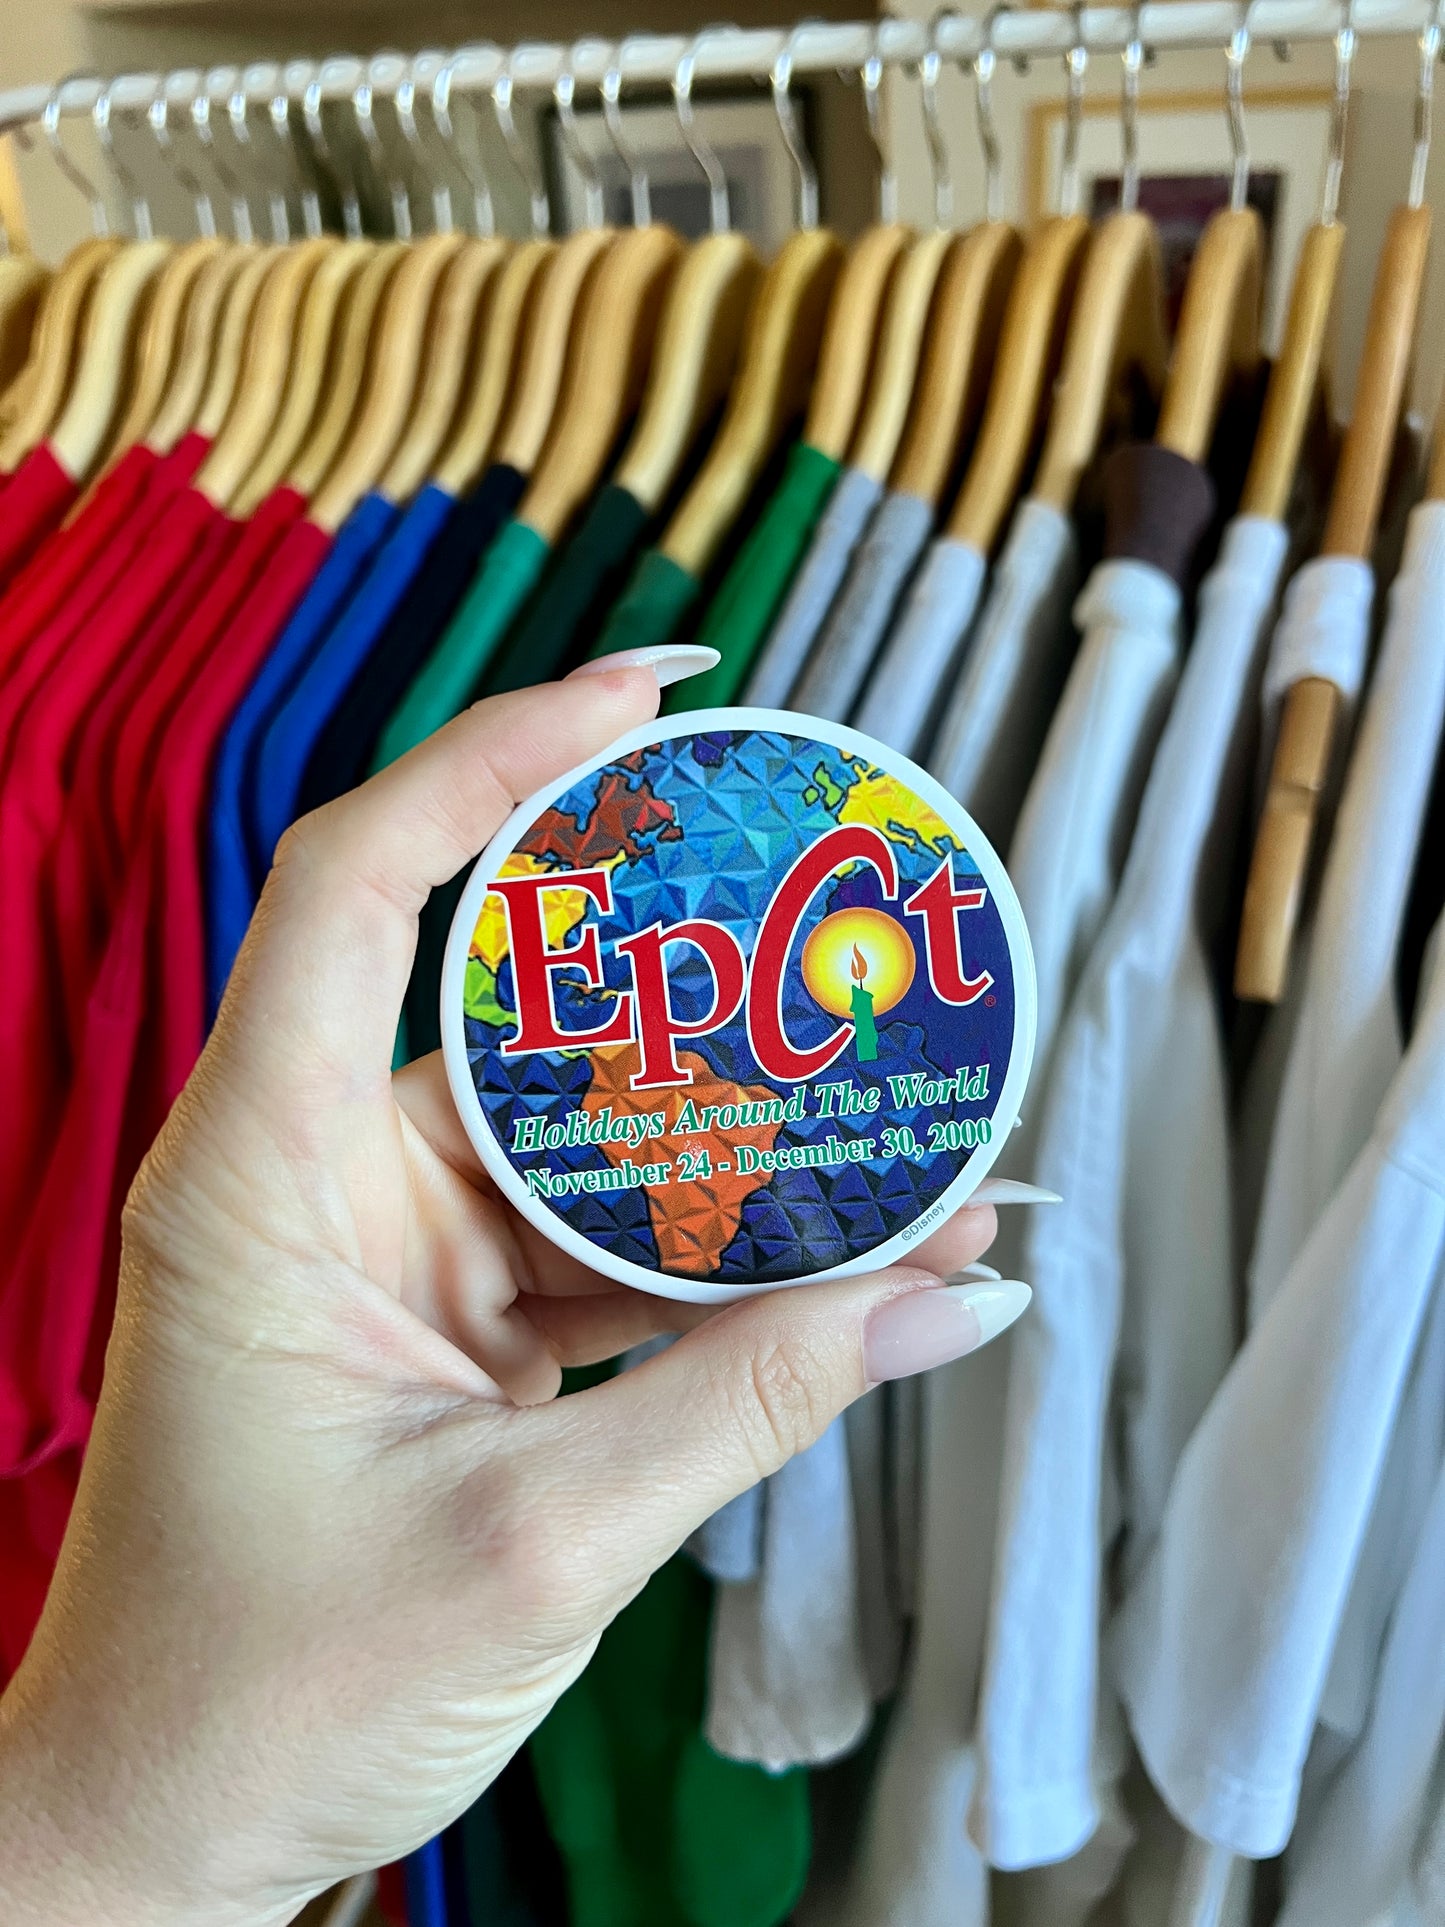 Epcot®
Holidays Around The World
November 24 - December 30, 2000
©Disney